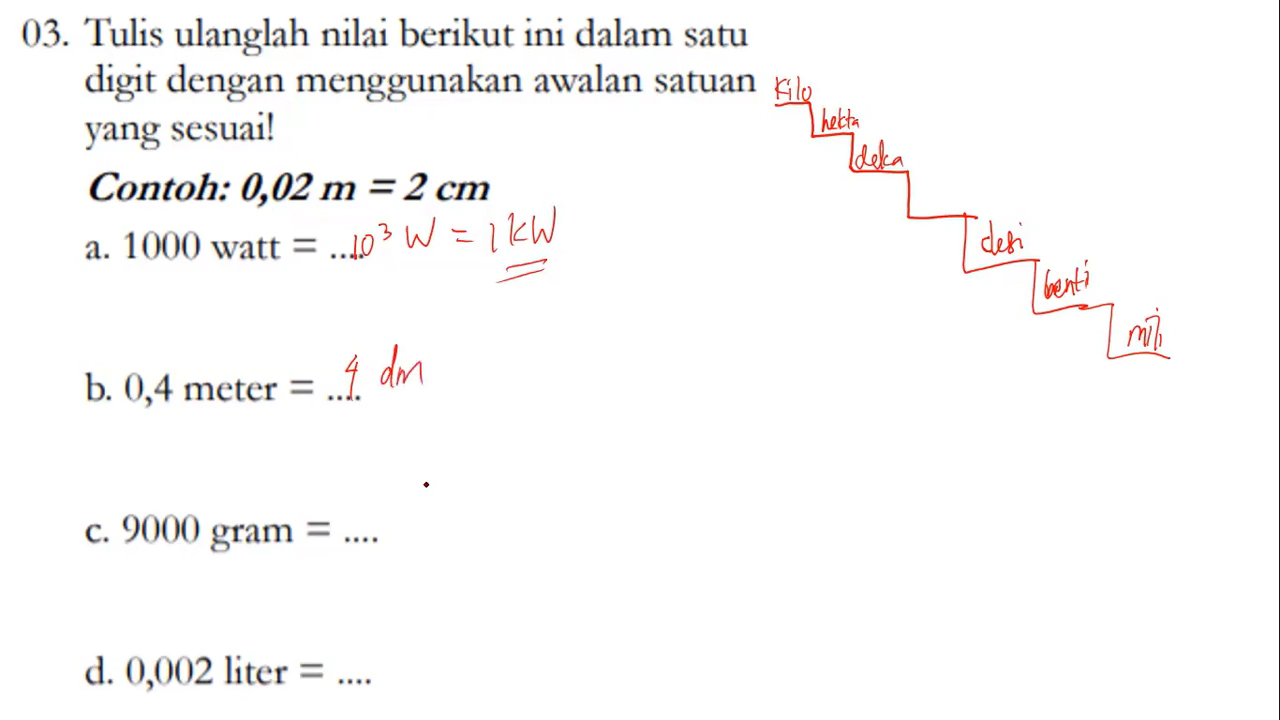 03. Tulis ulanglah nilai berikut ini dalam satu
digit dengan menggunakan awalan satuan
yang sesuai!
Contoh: 0,02 m = 2 cm
a. 1000 watt = .... 10³ W = 1 kW
b. 0,4 meter = .... 4 dm
c. 9000 gram = ....
d. 0,002 liter = ....
Kilo
hekta
deka
desi
centi
mili